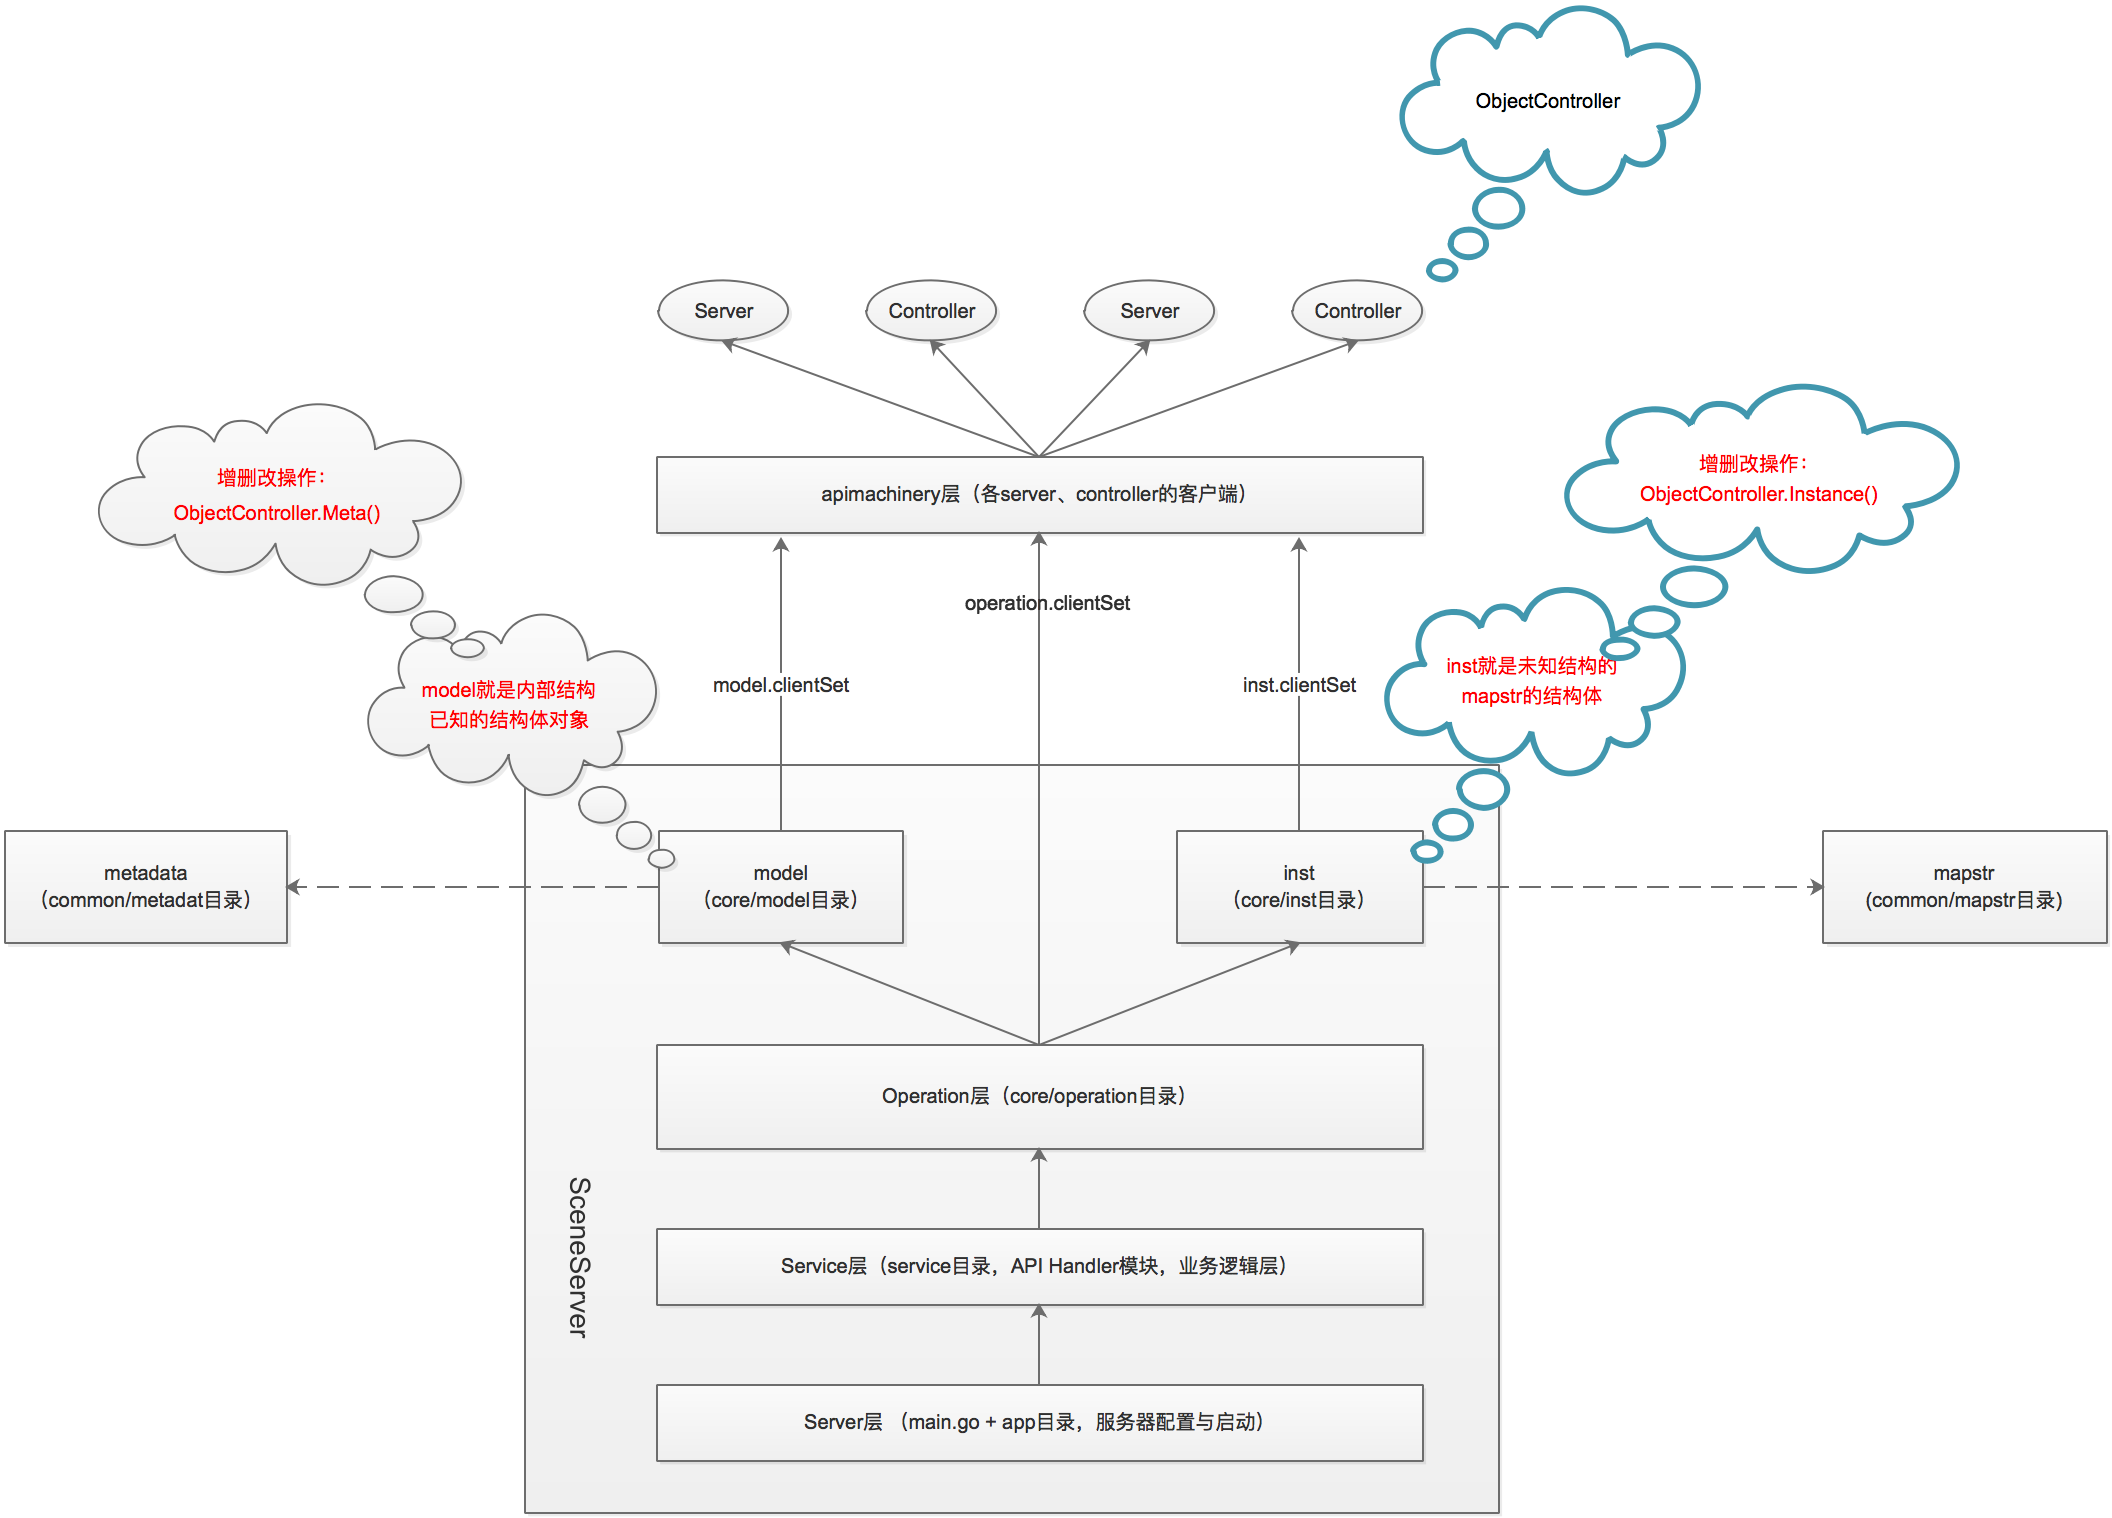 ObjectController
Server
Controller
Server
Controller
增删改操作：
ObjectController.Meta()
apimachinery层（各server、controller的客户端）
增删改操作：
ObjectController.Instance()
operation.clientSet
model.clientSet
inst.clientSet
model就是内部结构
已知的结构体对象
inst就是未知结构的
mapstr的结构体
metadata
（common/metadat目录）
model
（core/model目录）
inst
（core/inst目录）
mapstr
(common/mapstr目录)
Operation层（core/operation目录）
SceneServer
Service层（service目录，API Handler模块，业务逻辑层）
Server层 （main.go + app目录，服务器配置与启动）